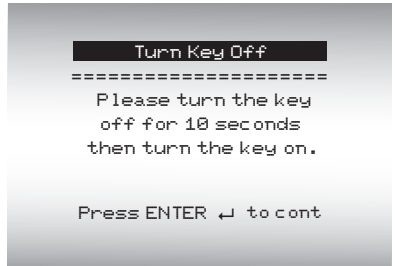 Turn Key Off
=====================
Please turn the key
off for 10 seconds
then turn the key on.
Press ENTER ↵ to cont